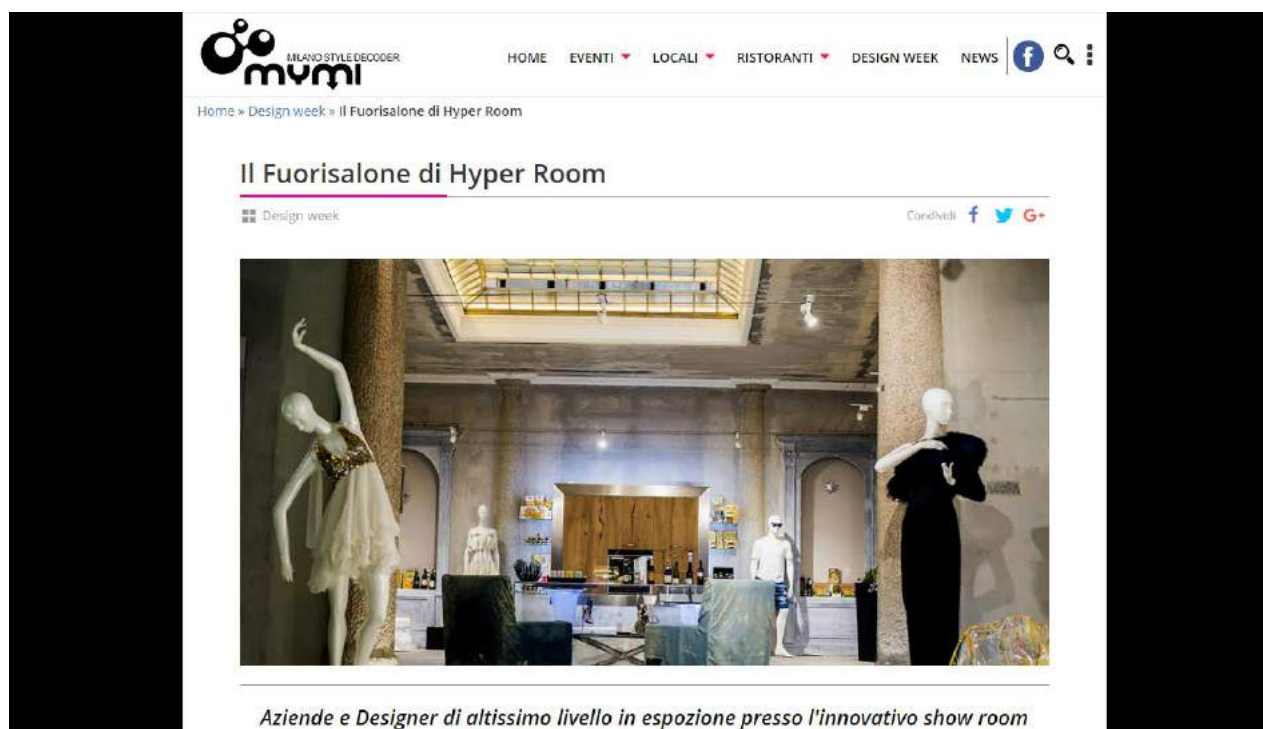 MILANO STYLE DECODER
mymi
HOME EVENTI LOCALI RISTORANTI DESIGN WEEK NEWS
Home » Design week » Il Fuorisalone di Hyper Room
Il Fuorisalone di Hyper Room
Design week
Condividi
Aziende e Designer di altissimo livello in espozione presso l'innovativo show room